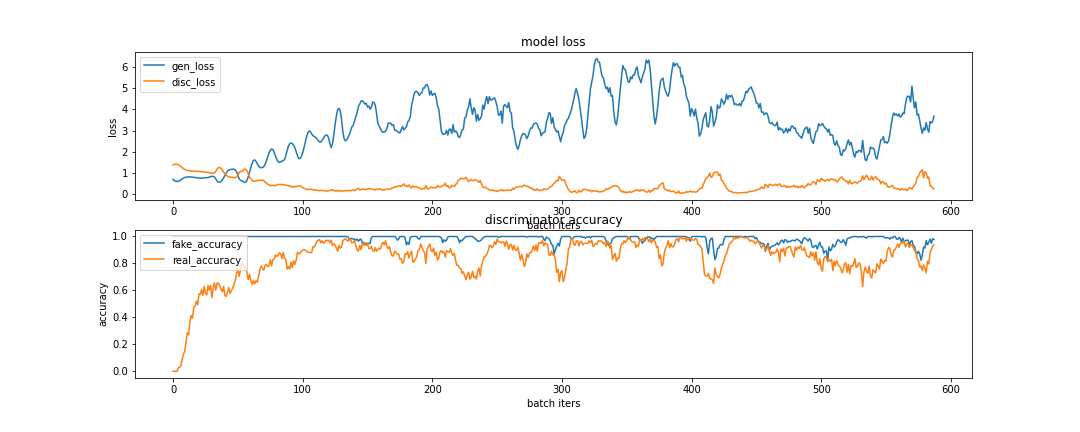 model loss
gen_loss
disc_loss
loss
6
5
4
3
2
1
0
0 100 200 300 400 500 600
batch iters
discriminator accuracy
fake_accuracy
real_accuracy
accuracy
1.0
0.8
0.6
0.4
0.2
0.0
0 100 200 300 400 500 600
batch iters